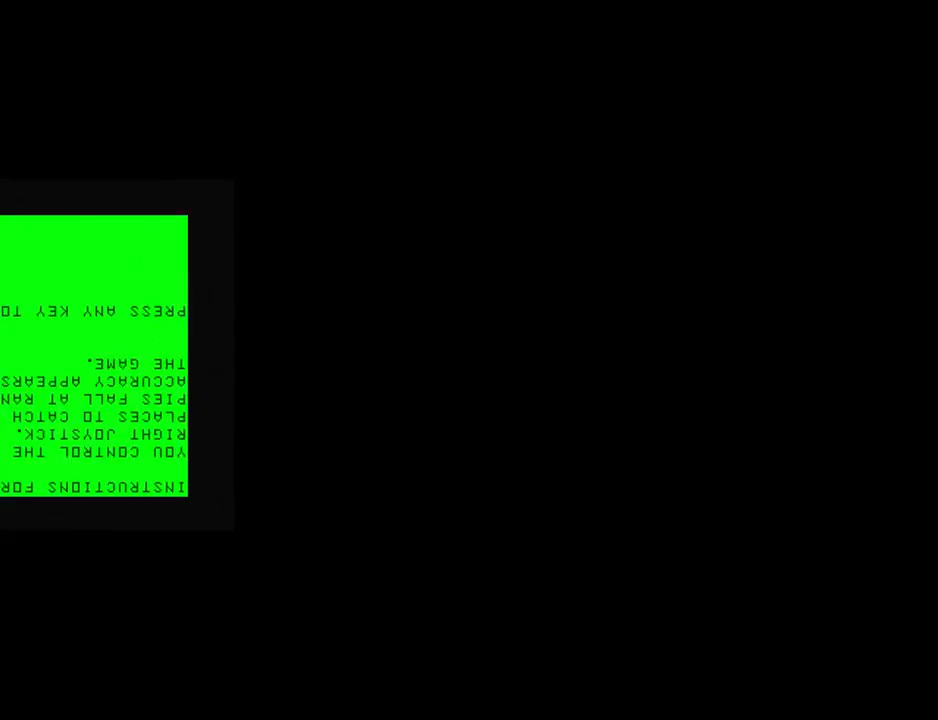 INSTRUCTIONS FOR
YOU CONTROL THE
RIGHT JOYSTICK.
PLACES TO CATCH
PIES FALL AT RAN
ACCURACY APPEARS
THE GAME.
PRESS ANY KEY TO